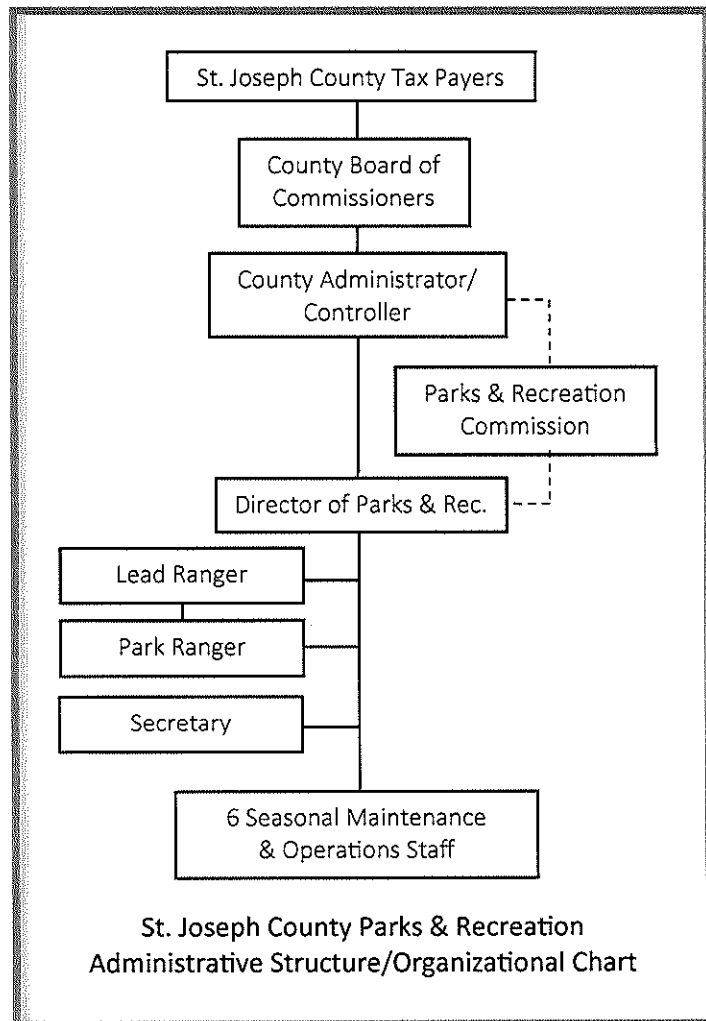 St. Joseph County Tax Payers
County Board of
Commissioners
County Administrator/
Controller
Parks & Recreation
Commission
Director of Parks & Rec.
Lead Ranger
Park Ranger
Secretary
6 Seasonal Maintenance
& Operations Staff
St. Joseph County Parks & Recreation
Administrative Structure/Organizational Chart